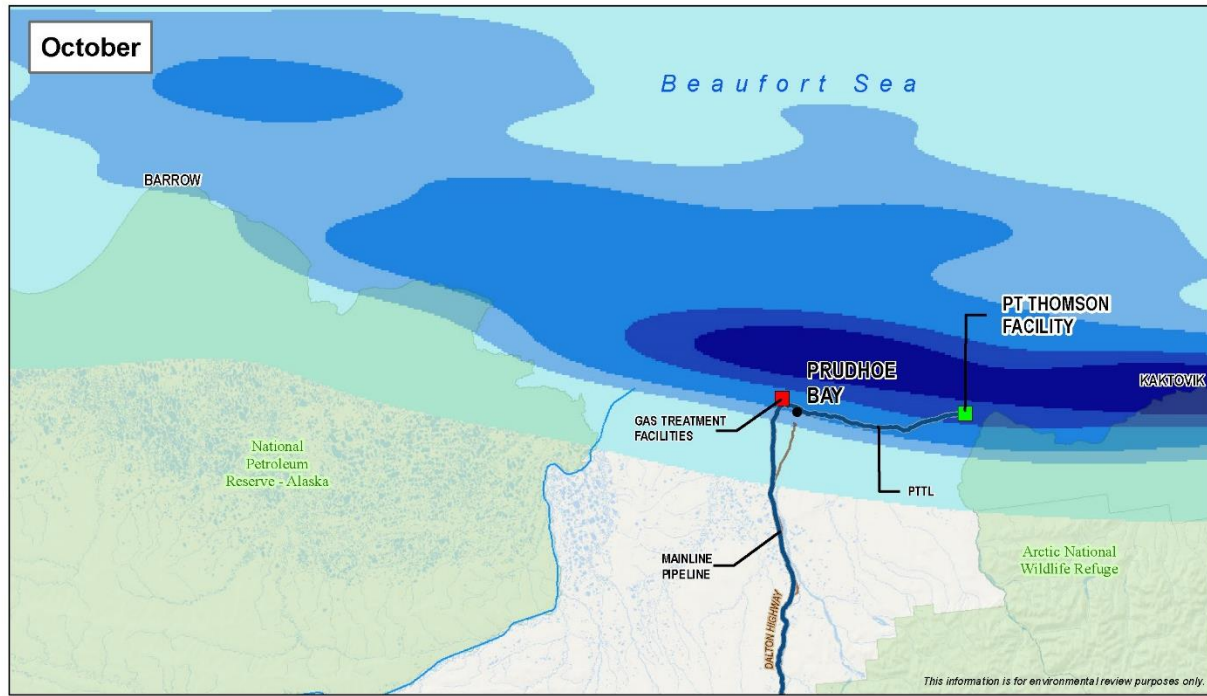 October
Beaufort Sea
BARROW
PT THOMSON
FACILITY
PRUDHOE
BAY
KAKTOVIK
GAS TREATMENT
FACILITIES
National
Petroleum
Reserve - Alaska
PTTL
MAINLINE
PIPELINE
Arctic National
Wildlife Refuge
DALTON HIGHWAY
This information is for environmental review purposes only.